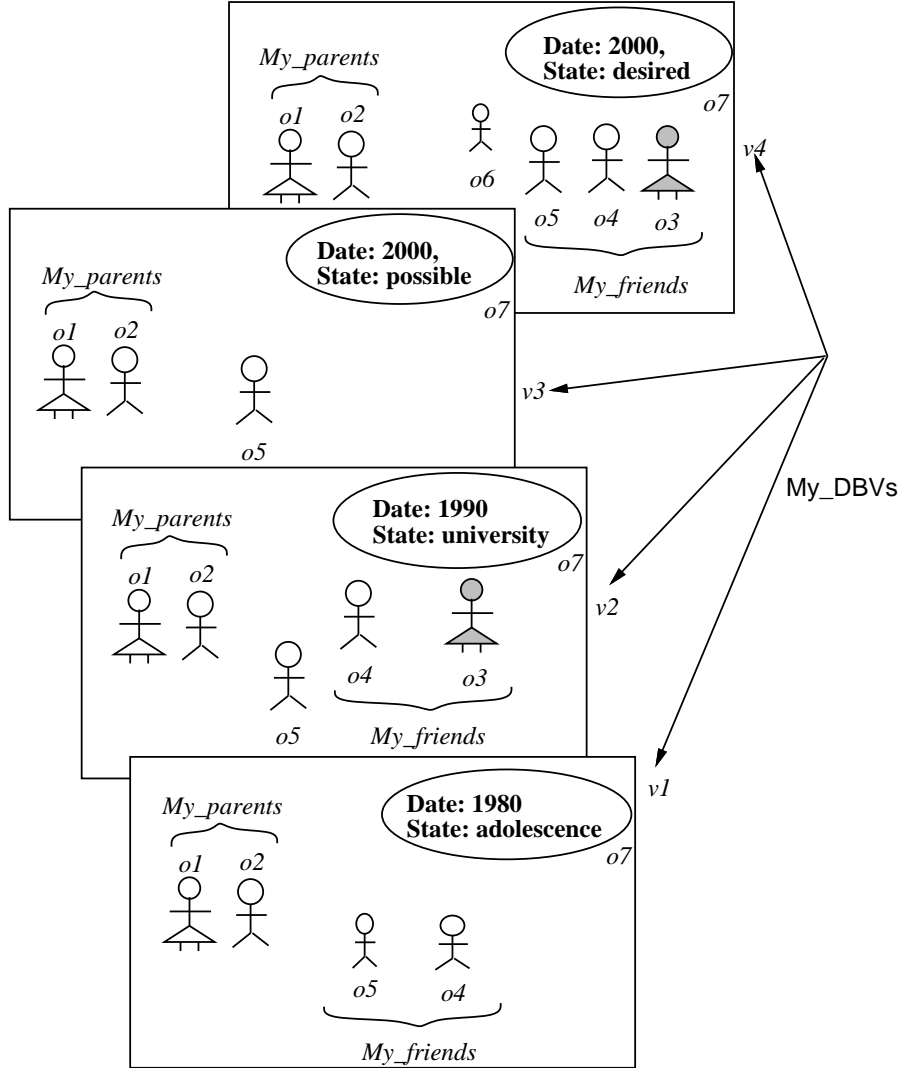 My_parents
Date: 2000,
State: desired
o1 o2
o7
o6
v4
o5 o4 o3
My_friends
Date: 2000,
State: possible
My_parents
o7
o1 o2
v3
o5
My_DBVs
Date: 1990
State: university
My_parents
o7
o1 o2
v2
o4 o3
o5
My_friends
v1
Date: 1980
State: adolescence
My_parents
o7
o1 o2
o5 o4
My_friends